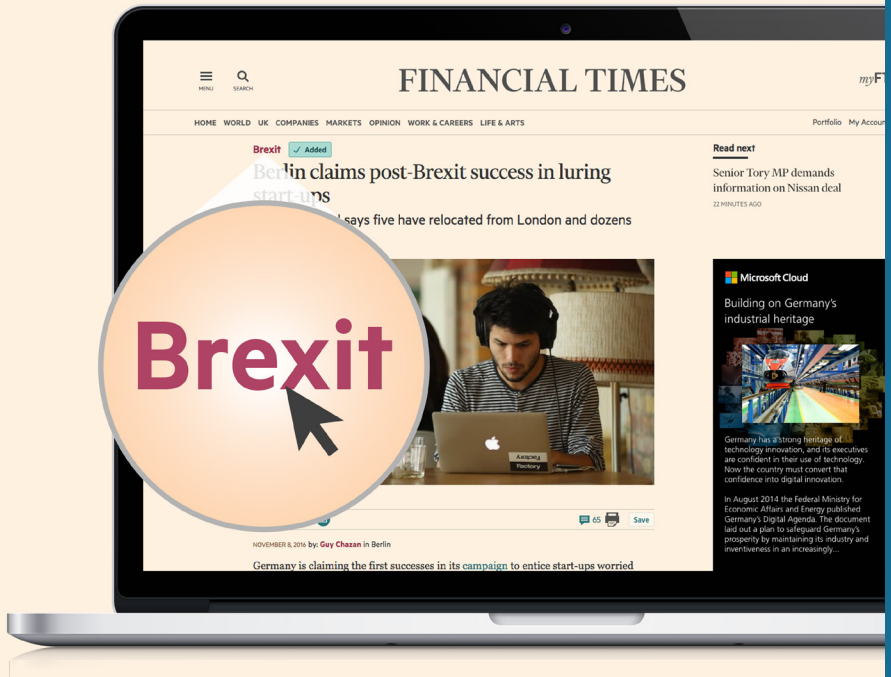 FINANCIAL TIMES
myFT
MENU
SEARCH
HOME WORLD UK COMPANIES MARKETS OPINION WORK & CAREERS LIFE & ARTS
Portfolio My Accoun
Brexit ✓ Added
Berlin claims post-Brexit success in luring
start-ups
says five have relocated from London and dozens
Brexit
Factory
Factory
65 Save
NOVEMBER 8, 2016 by: Guy Chazan in Berlin
Germany is claiming the first successes in its campaign to entice start-ups worried
Read next
Senior Tory MP demands
information on Nissan deal
22 MINUTES AGO
Microsoft Cloud
Building on Germany's
industrial heritage
Germany has a strong heritage of
technology innovation, and its executives
are confident in their use of technology.
Now the country must convert that
confidence into digital innovation.
In August 2014 the Federal Ministry for
Economic Affairs and Energy published
Germany's Digital Agenda. The document
laid out a plan to safeguard Germany's
prosperity by maintaining its industry and
inventiveness in an increasingly...